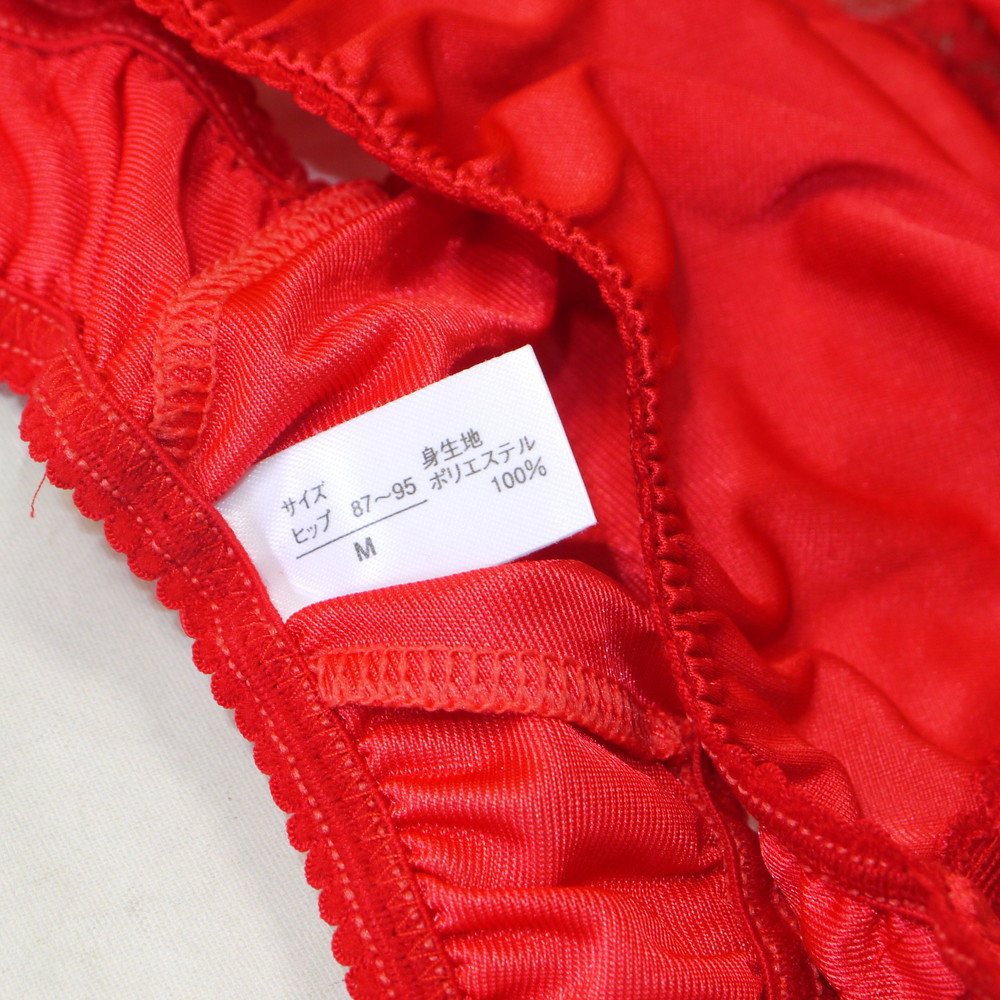 サイズ
ヒップ 87～95
M
身生地
ポリエステル
100%